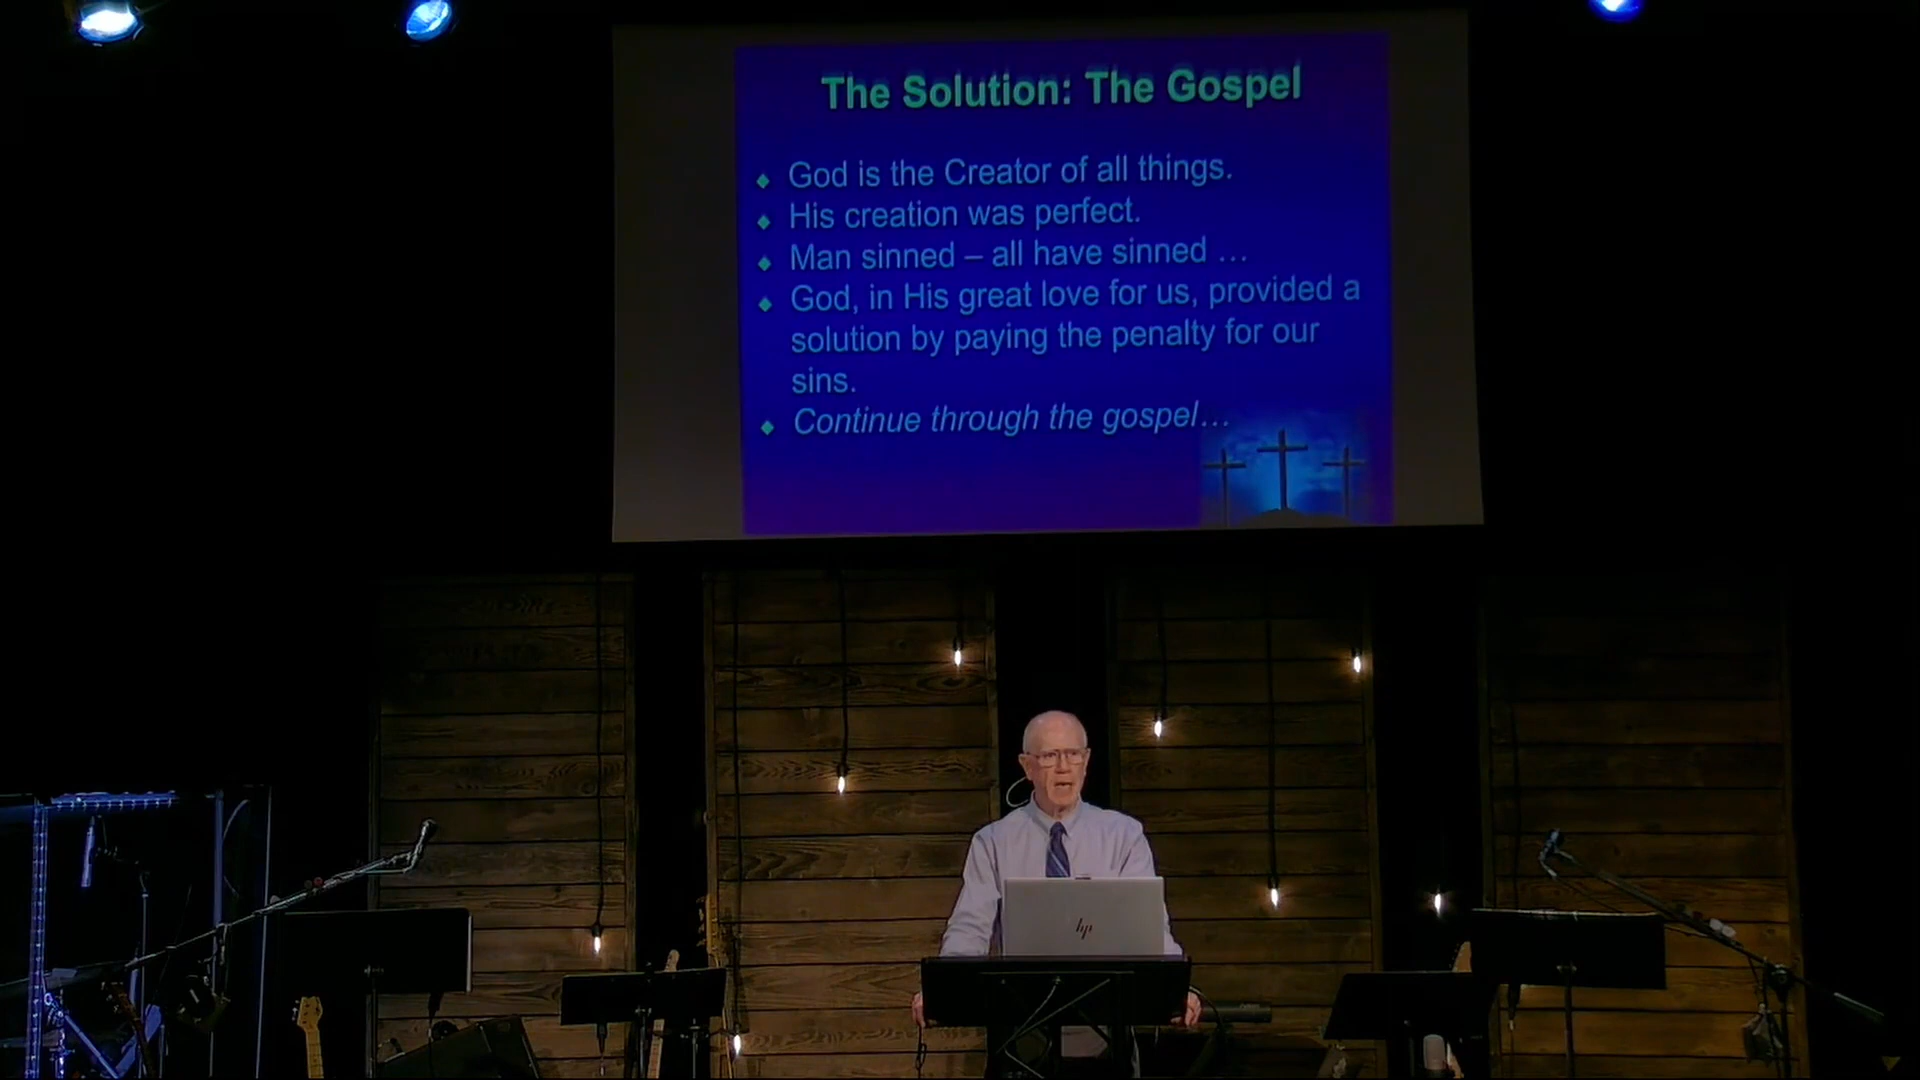 The Solution: The Gospel
God is the Creator of all things.
His creation was perfect.
Man sinned – all have sinned …
God, in His great love for us, provided a
solution by paying the penalty for our
sins.
Continue through the gospel…
hp